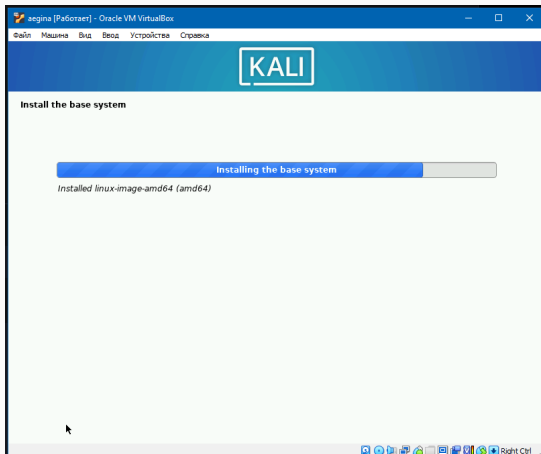 aegina [Работает] - Oracle VM VirtualBox
Файл Машина Вид Ввод Устройства Справка
KALI
Install the base system
Installing the base system
Installed linux-image-amd64 (amd64)
Right Ctrl